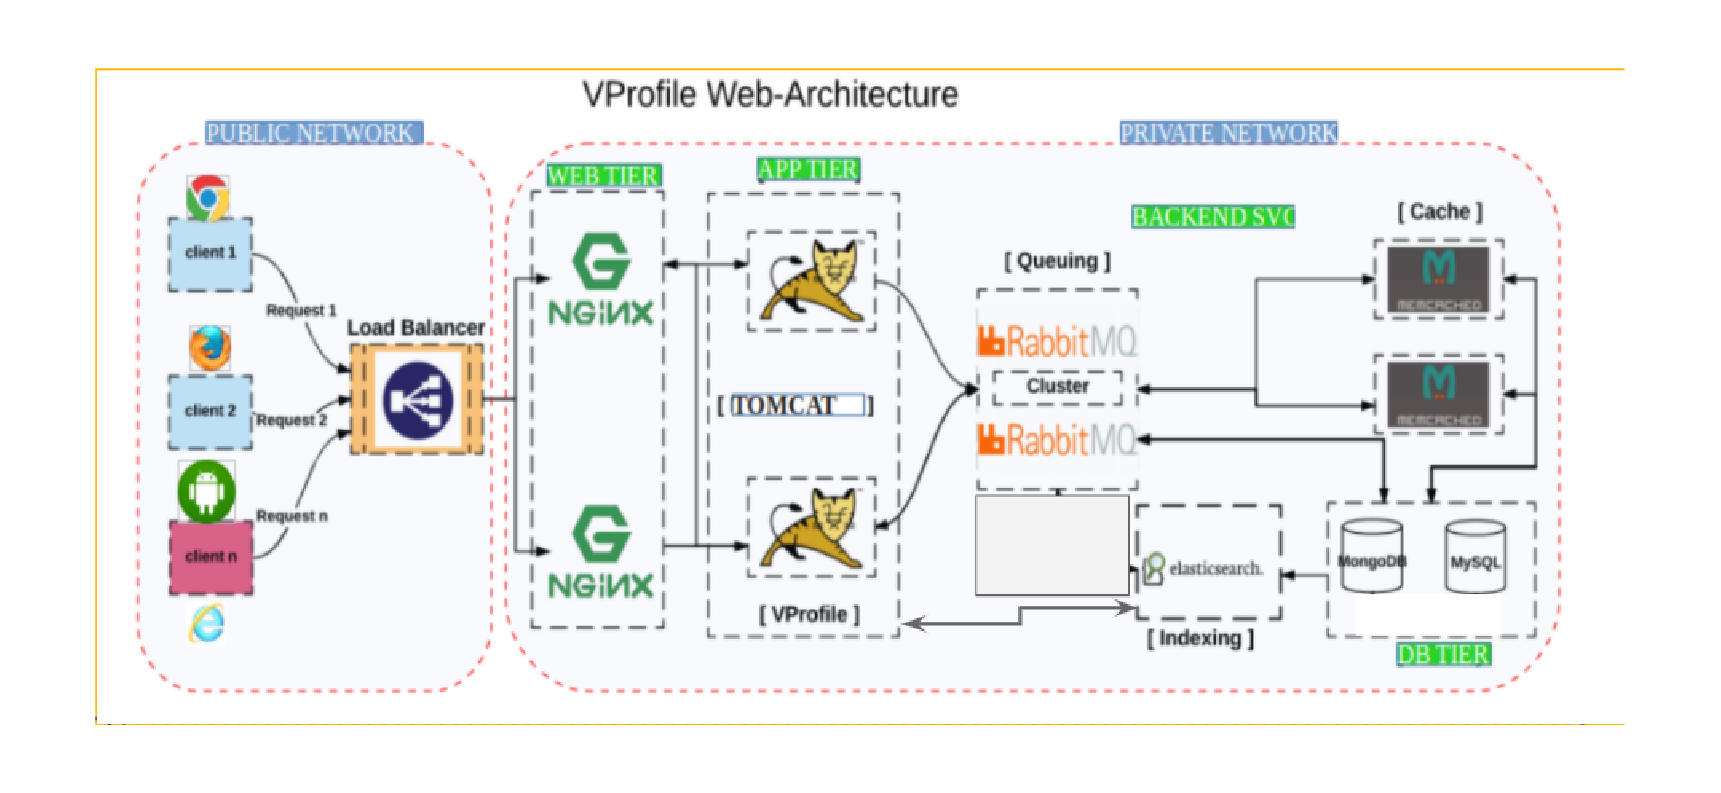 VProfile Web-Architecture
PUBLIC NETWORK
PRIVATE NETWORK
WEB TIER
APP TIER
BACKEND SVC
[ Cache ]
client 1
Request 1
Load Balancer
client 2
Request 2
client n
Request n
NGiNX
NGiNX
[ TOMCAT ]
[ VProfile ]
[ Queuing ]
RabbitMQ
Cluster
RabbitMQ
MEMCACHED
MEMCACHED
elasticsearch.
[ Indexing ]
MongoDB
MySQL
DB TIER